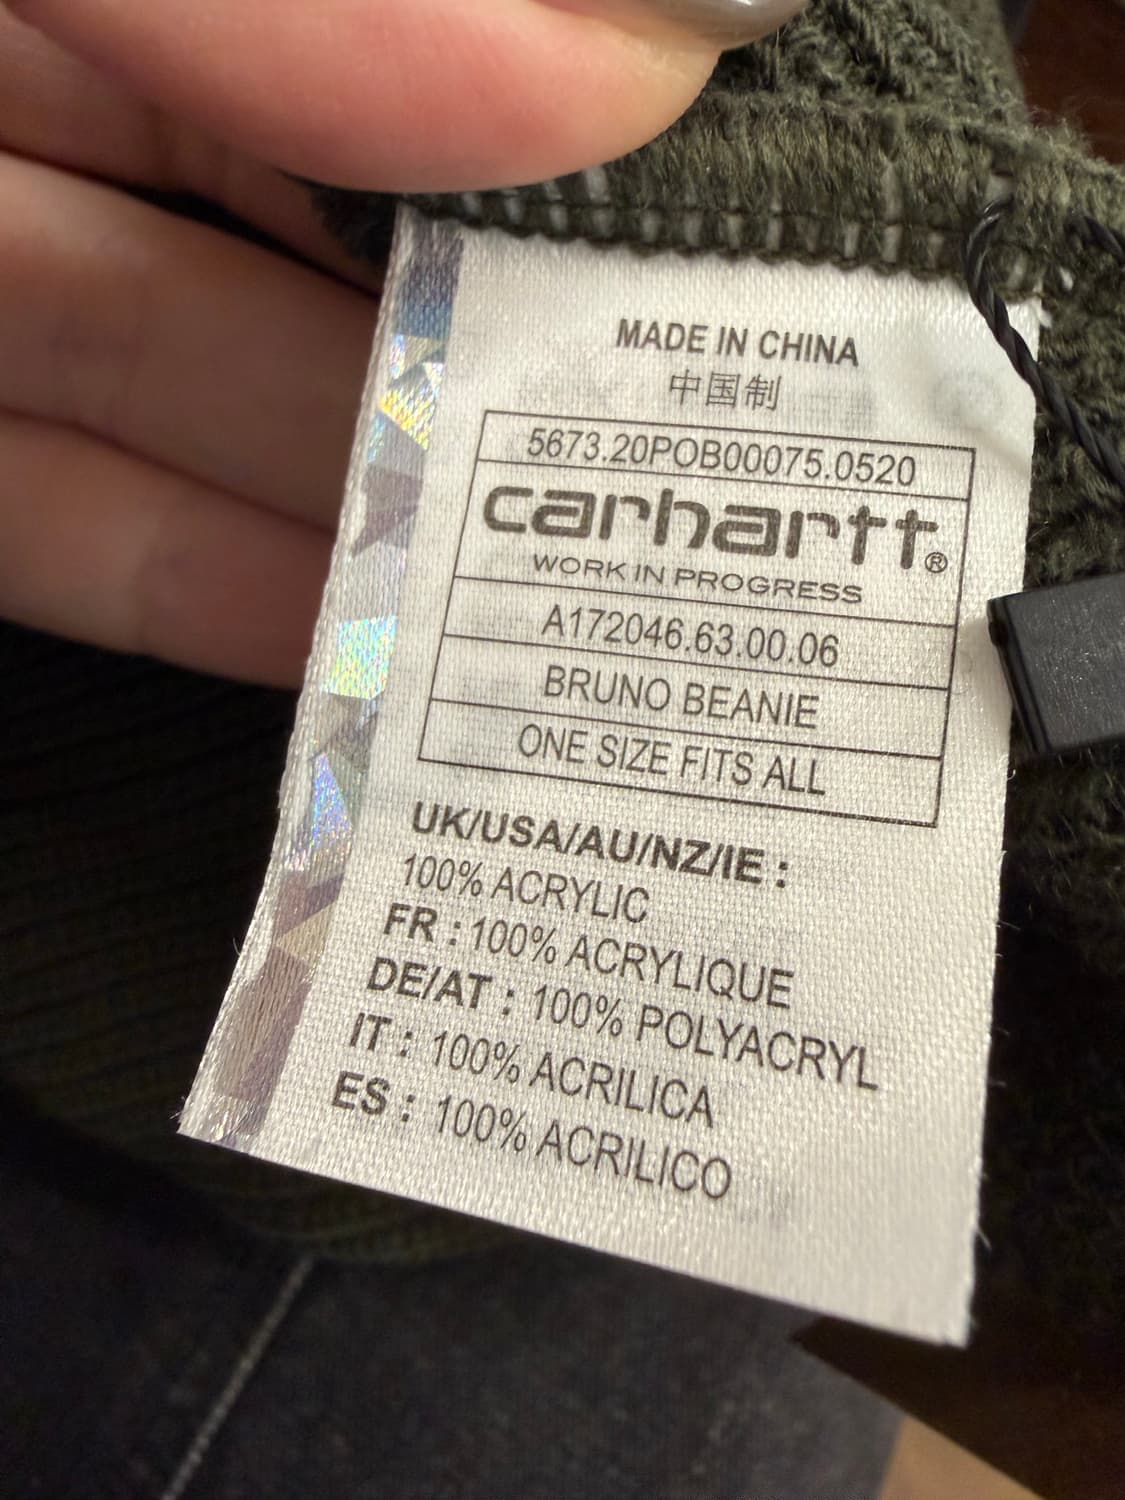 MADE IN CHINA
中国制
5673.20POB00075.0520
carhartt®
WORK IN PROGRESS
A172046.63.00.06
BRUNO BEANIE
ONE SIZE FITS ALL
UK/USA/AU/NZ/IE :
100% ACRYLIC
FR : 100% ACRYLIQUE
DE/AT : 100% POLYACRYL
IT : 100% ACRILICA
ES : 100% ACRILICO